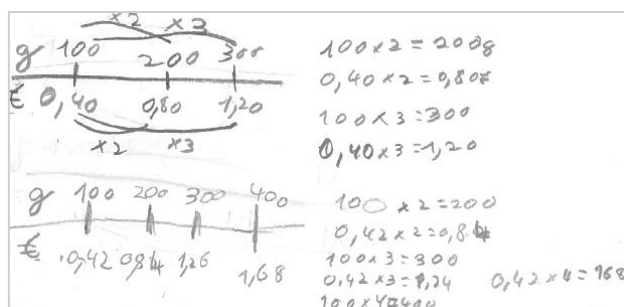 ×2 ×3
g 100 200 300
€ 0,40 0,80 1,20
×2 ×3
100×2=200g
0,40×2=0,80€
100×3=300
0,40×3=1,20
g 100 200 300 400
€ 0,42 0,84 1,26 1,68
100×2=200
0,42×2=0,84
100×3=300
0,42×3=1,24 0,42×4=168
100×4=400